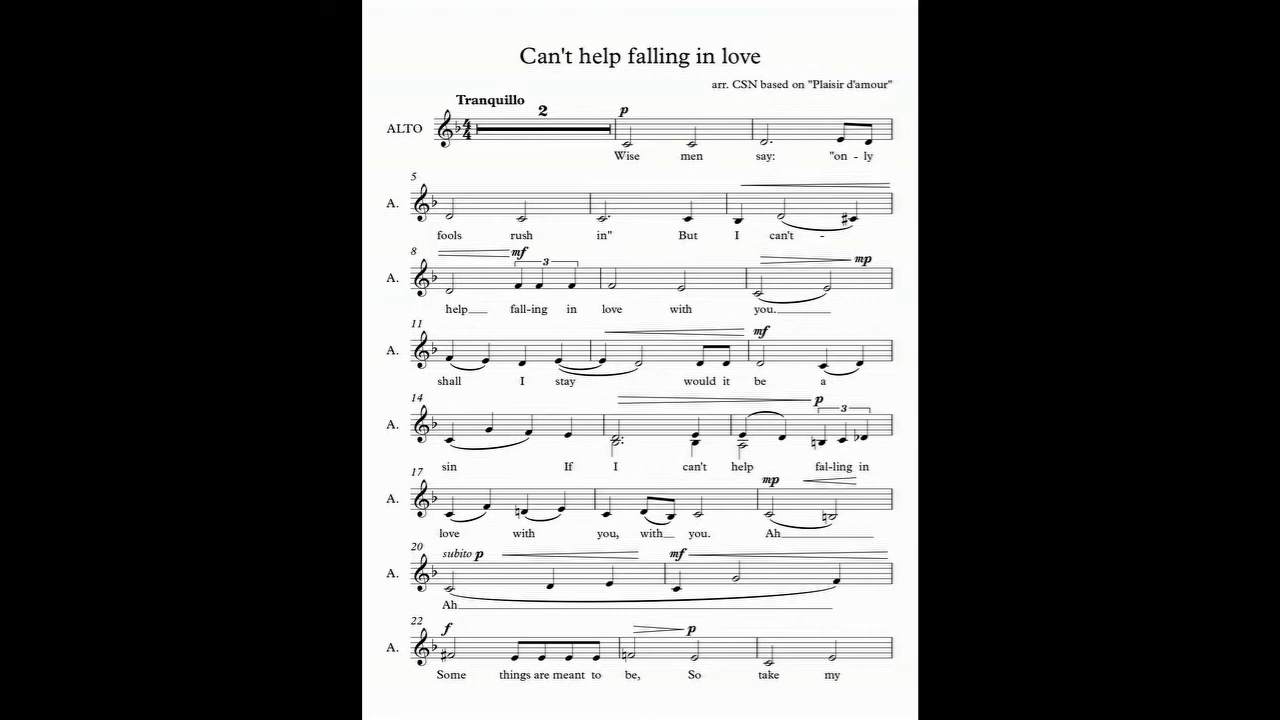 Can't help falling in love
arr. CSN based on "Plaisir d'amour"
Tranquillo
2
p
ALTO
4
4
Wise men say: "on - ly
5
A.
fools rush in" But I can't -
8
mf
3
A.
mp
help fall-ing in love with you.
11
A.
mf
shall I stay would it be a
14
p
3
A.
sin If I can't help fal-ling in
17
A.
mp
love with you, with you. Ah
20
subito p
mf
A.
Ah
22
f
p
A.
Some things are meant to be, So take my